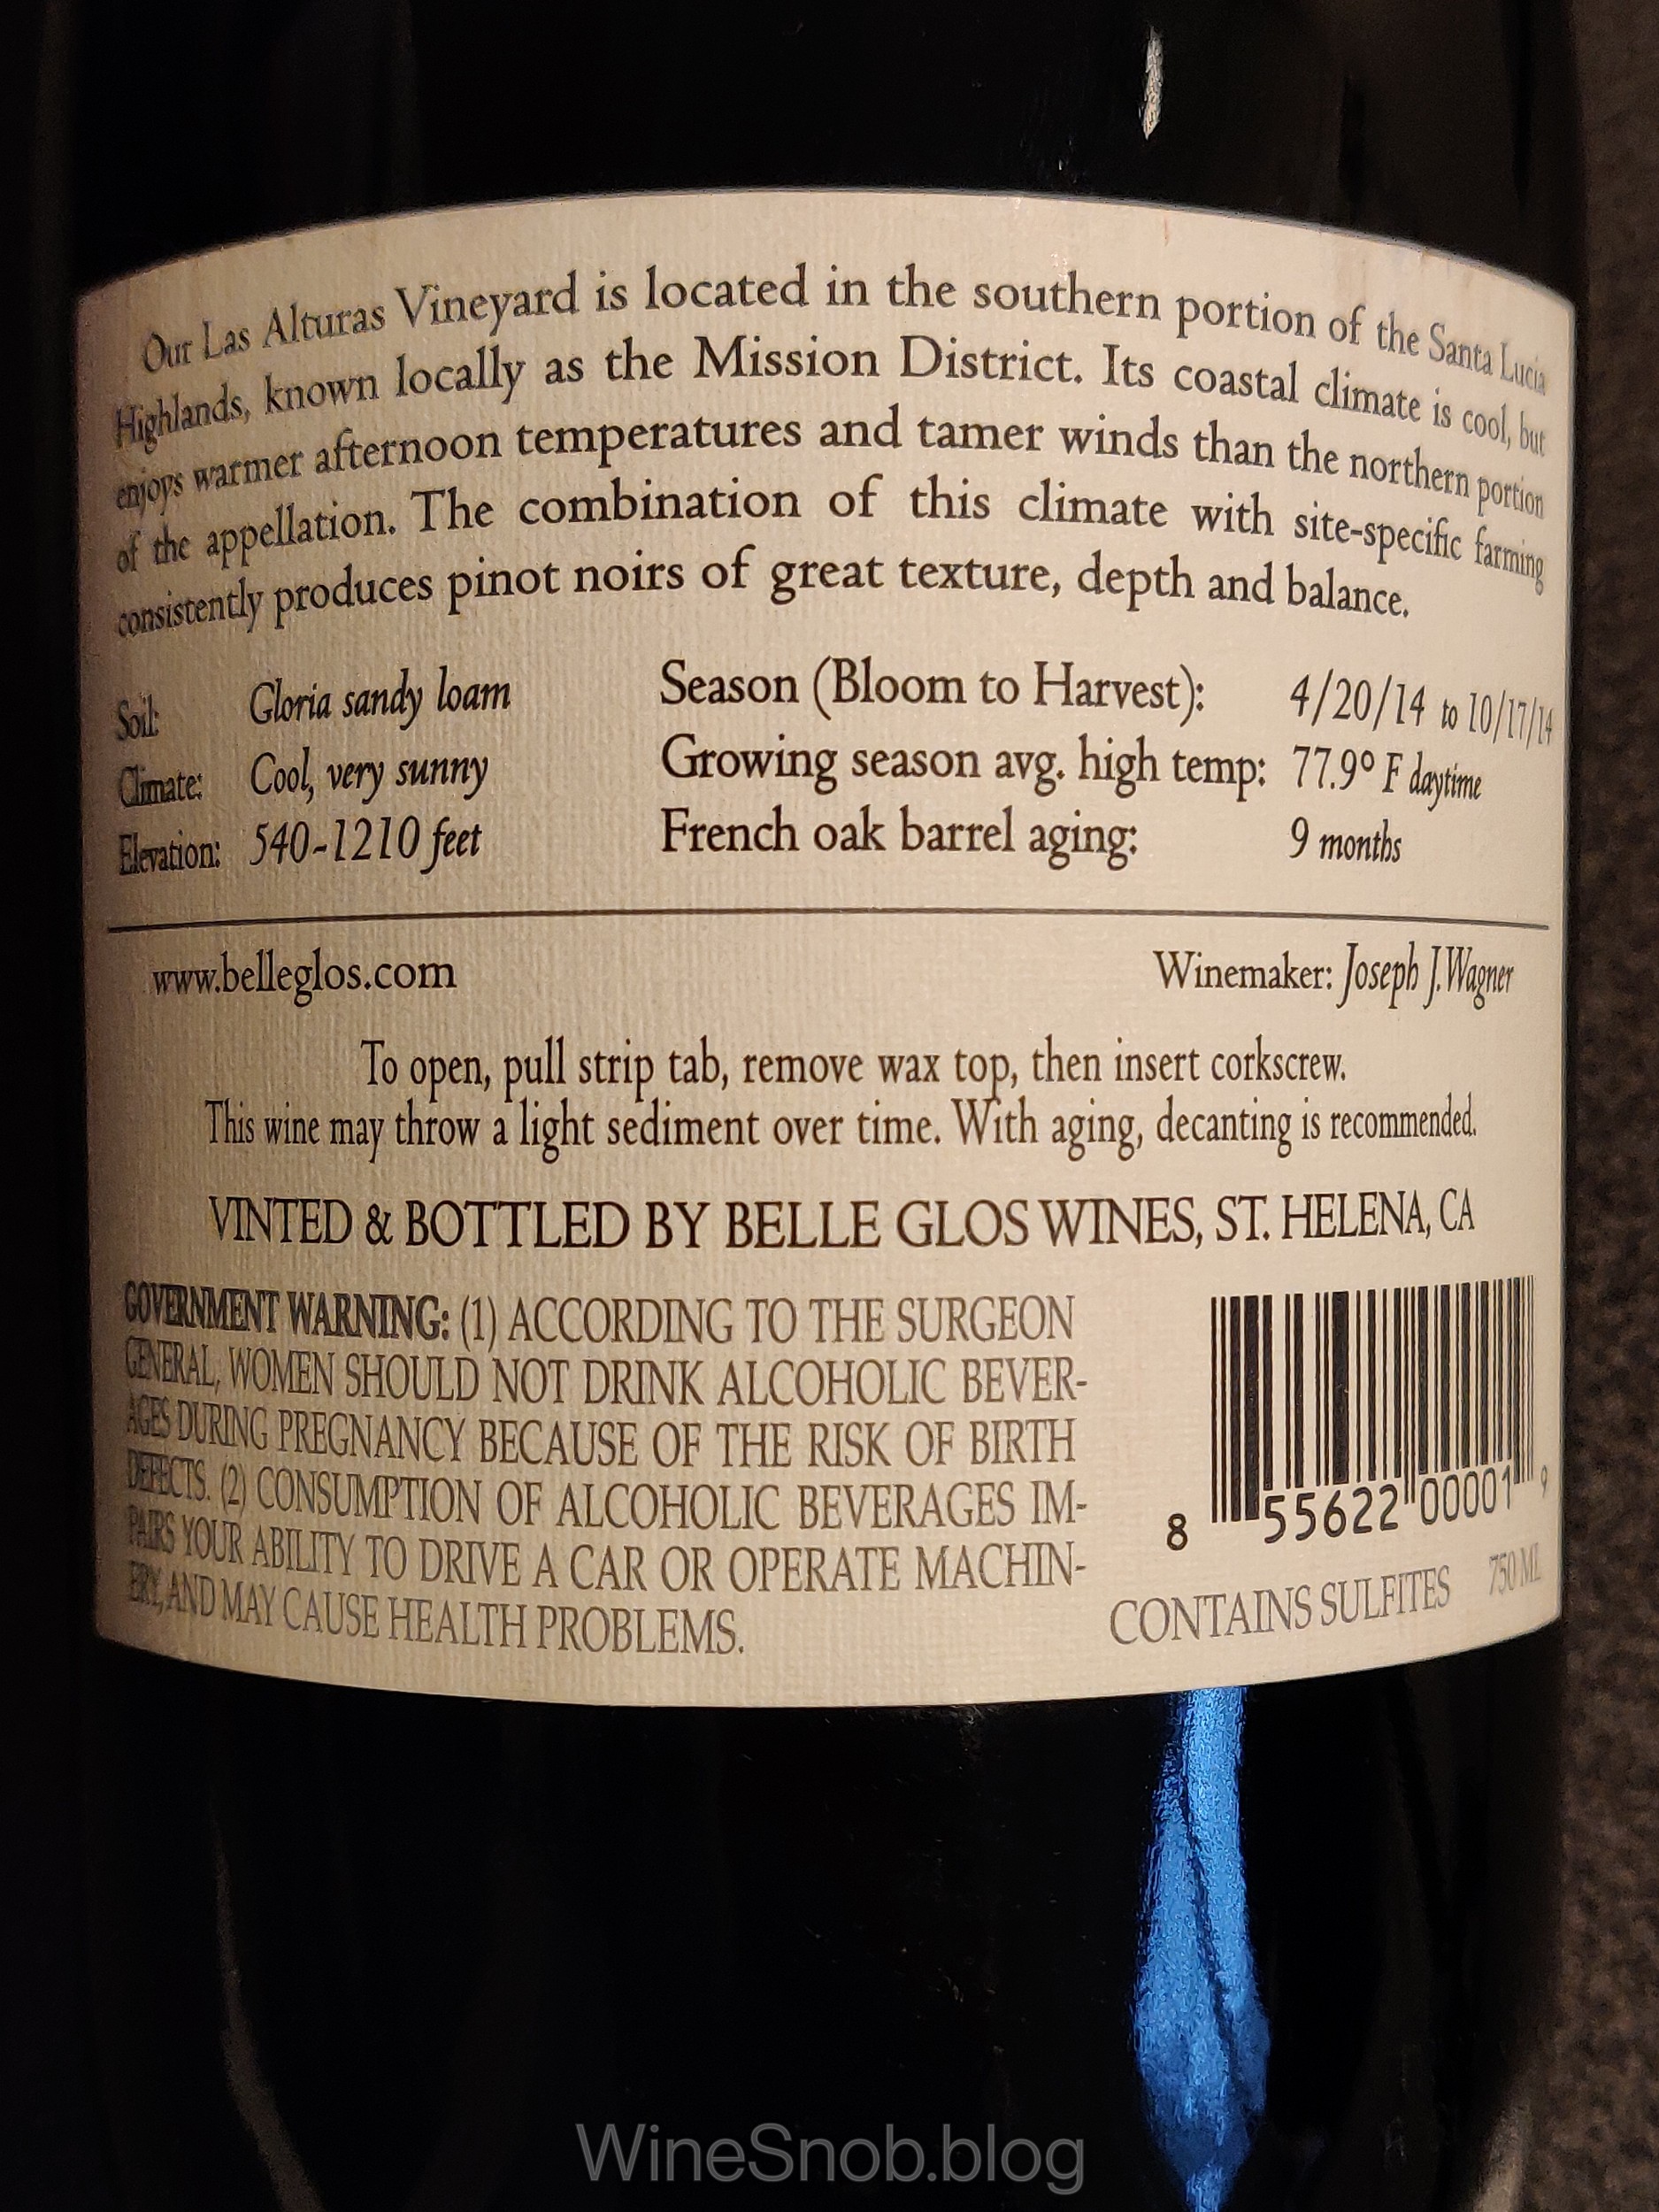 Our Las Alturas Vineyard is located in the southern portion of the Santa Lucia
Highlands, known locally as the Mission District. Its coastal climate is cool, but
enjoys warmer afternoon temperatures and tamer winds than the northern portion
of the appellation. The combination of this climate with site-specific farming
consistently produces pinot noirs of great texture, depth and balance.
Soil: Gloria sandy loam Season (Bloom to Harvest): 4/20/14 to 10/17/14
Climate: Cool, very sunny Growing season avg. high temp: 77.9° F daytime
Elevation: 540-1210 feet French oak barrel aging: 9 months
www.belleglos.com Winemaker: Joseph J. Wagner
To open, pull strip tab, remove wax top, then insert corkscrew.
This wine may throw a light sediment over time. With aging, decanting is recommended.
VINTED & BOTTLED BY BELLE GLOS WINES, ST. HELENA, CA
GOVERNMENT WARNING: (1) ACCORDING TO THE SURGEON
GENERAL, WOMEN SHOULD NOT DRINK ALCOHOLIC BEVER-
AGES DURING PREGNANCY BECAUSE OF THE RISK OF BIRTH
DEFECTS. (2) CONSUMPTION OF ALCOHOLIC BEVERAGES IM-
PAIRS YOUR ABILITY TO DRIVE A CAR OR OPERATE MACHIN-
ERY, AND MAY CAUSE HEALTH PROBLEMS.
8 55622 00001 9
CONTAINS SULFITES 750 ML
WineSnob.blog